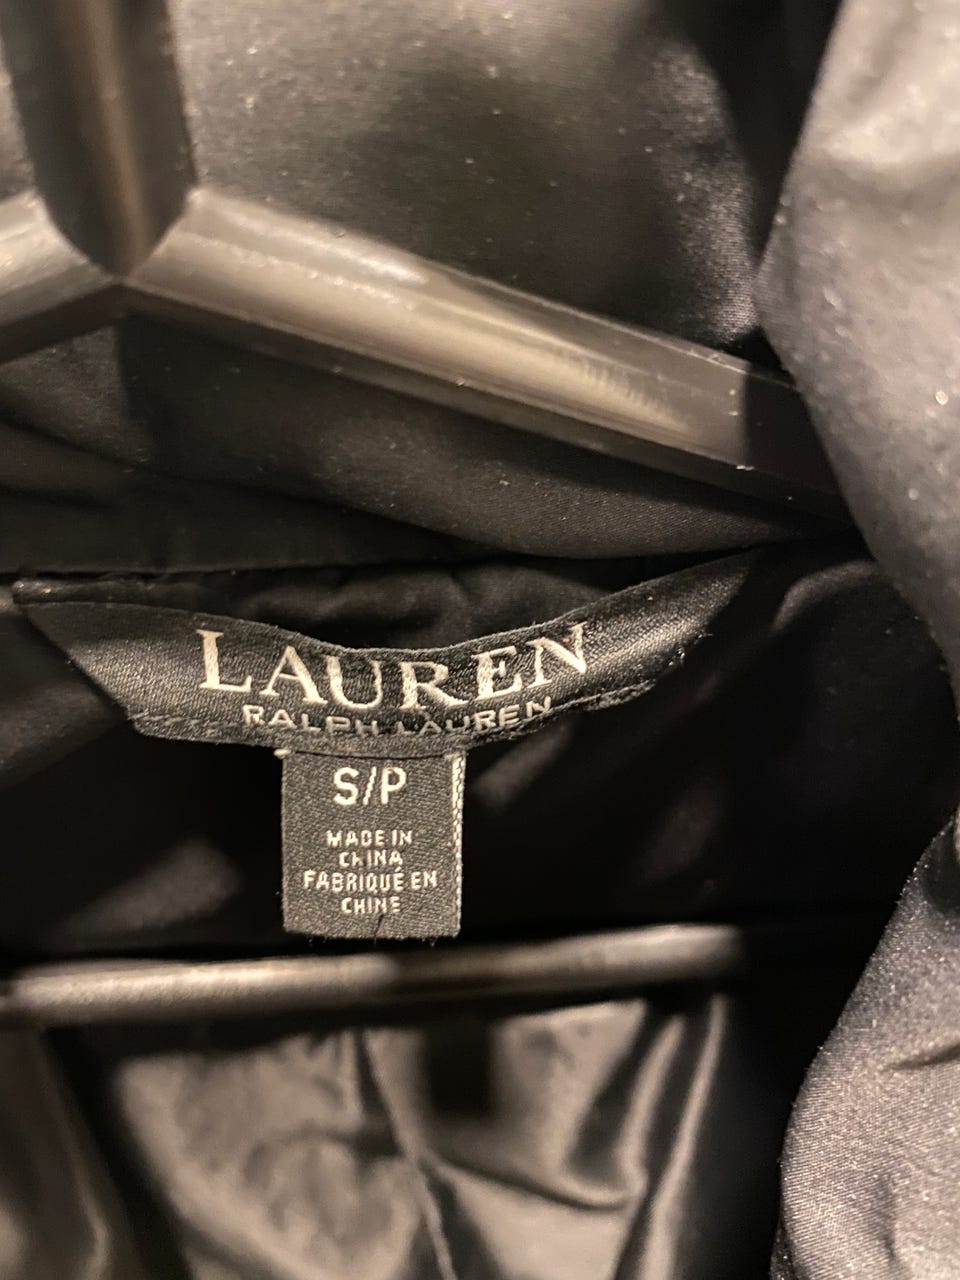 LAUREN
RALPH LAUREN
S/P
MADE IN
CHINA
FABRIQUÉ EN
CHINE